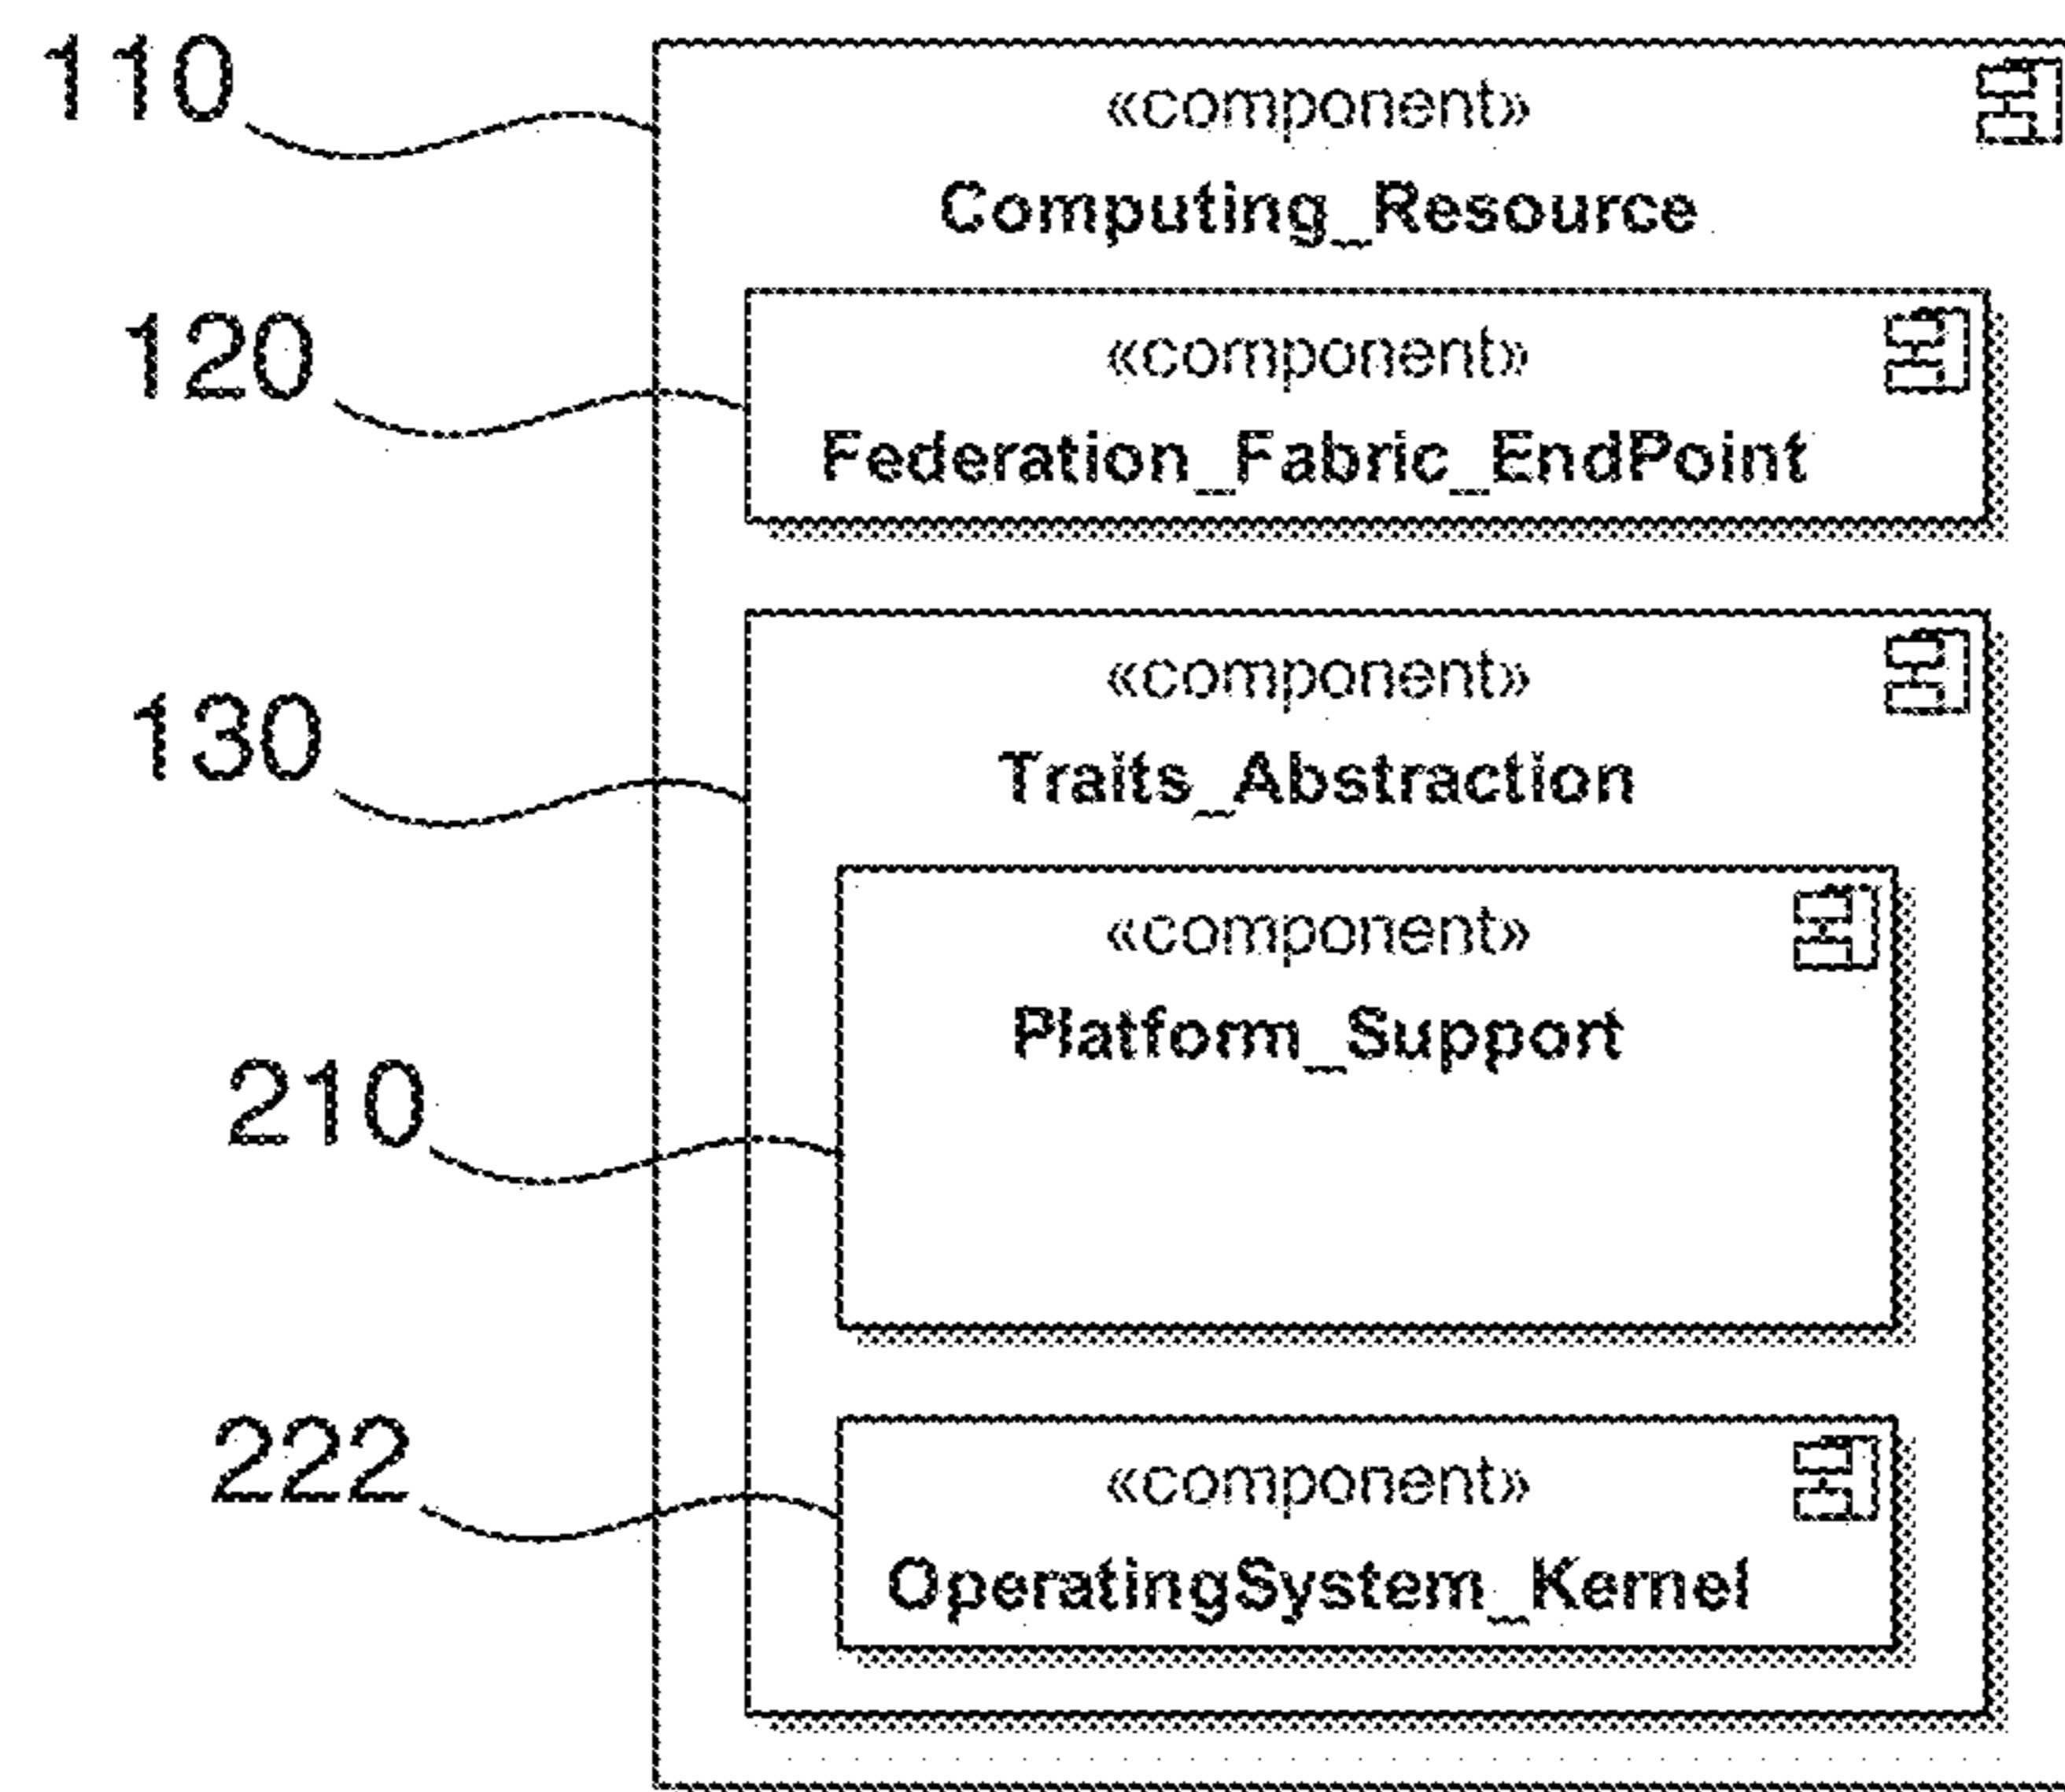 110
«component»
Computing_Resource
120
«component»
Federation_Fabric_EndPoint
130
«component»
Traits_Abstraction
«component»
Platform_Support
210
222
«component»
OperatingSystem_Kernel